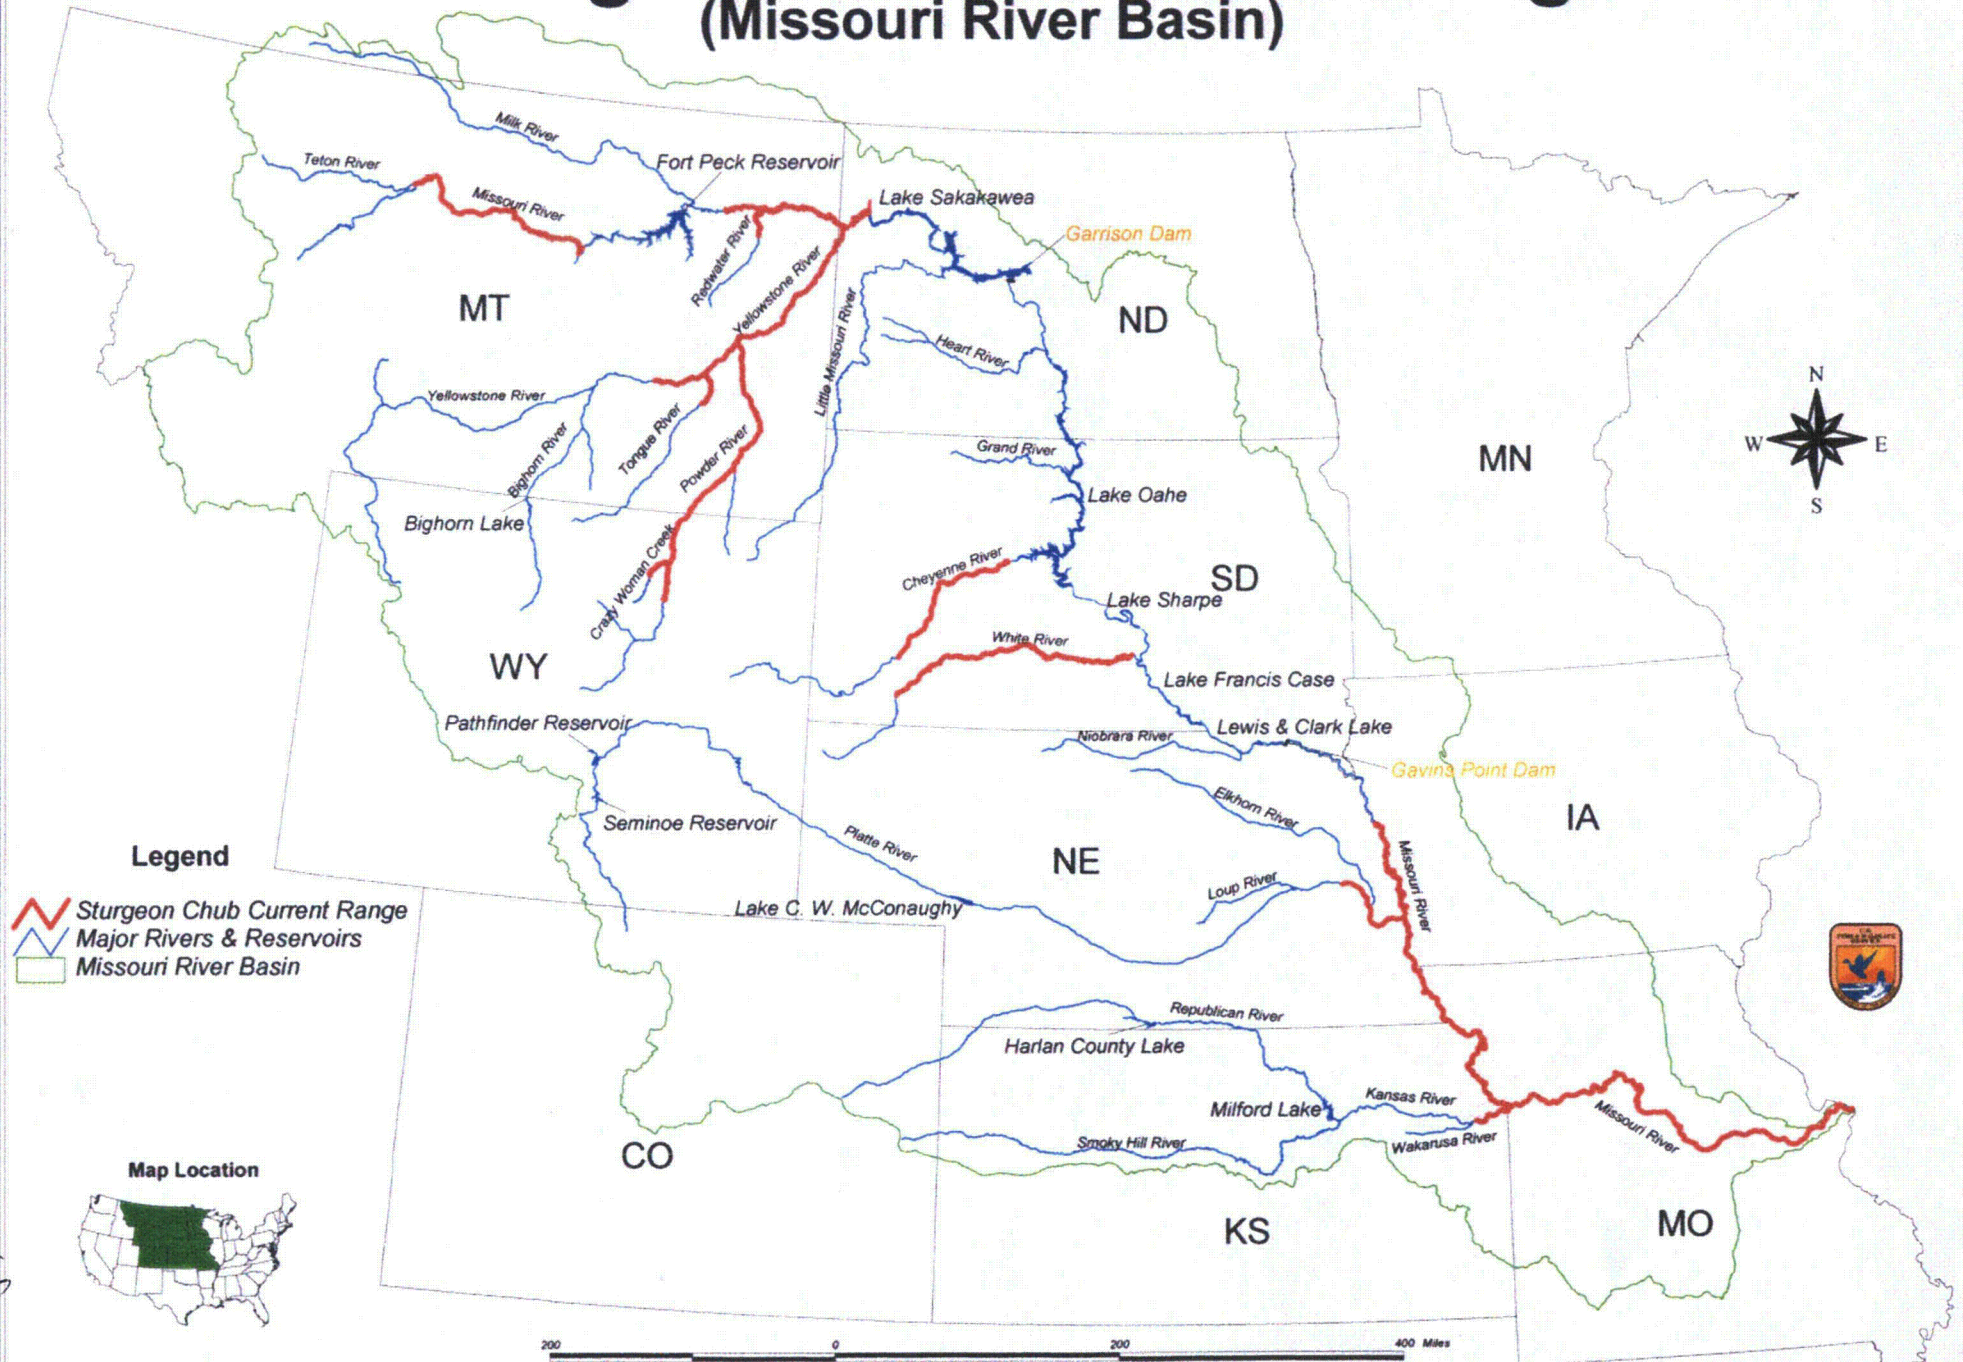 (Missouri River Basin)
Milk River
Teton River
Missouri River
Fort Peck Reservoir
Lake Sakakawea
Garrison Dam
Redwater River
Yellowstone River
Little Missouri River
MT
ND
Heart River
N
W
E
S
Yellowstone River
Bighorn River
Tongue River
Powder River
Grand River
MN
Bighorn Lake
Lake Oahe
Crazy Woman Creek
Cheyenne River
SD
Lake Sharpe
White River
WY
Lake Francis Case
Pathfinder Reservoir
Lewis & Clark Lake
Niobrara River
Gavins Point Dam
Elkhorn River
IA
Seminoe Reservoir
Platte River
NE
Missouri River
Loup River
Lake C. W. McConaughy
Legend
Sturgeon Chub Current Range
Major Rivers & Reservoirs
Missouri River Basin
Republican River
Harlan County Lake
Milford Lake
Kansas River
Missouri River
Smoky Hill River
Wakarusa River
CO
KS
MO
Map Location
200
0
200
400 Miles